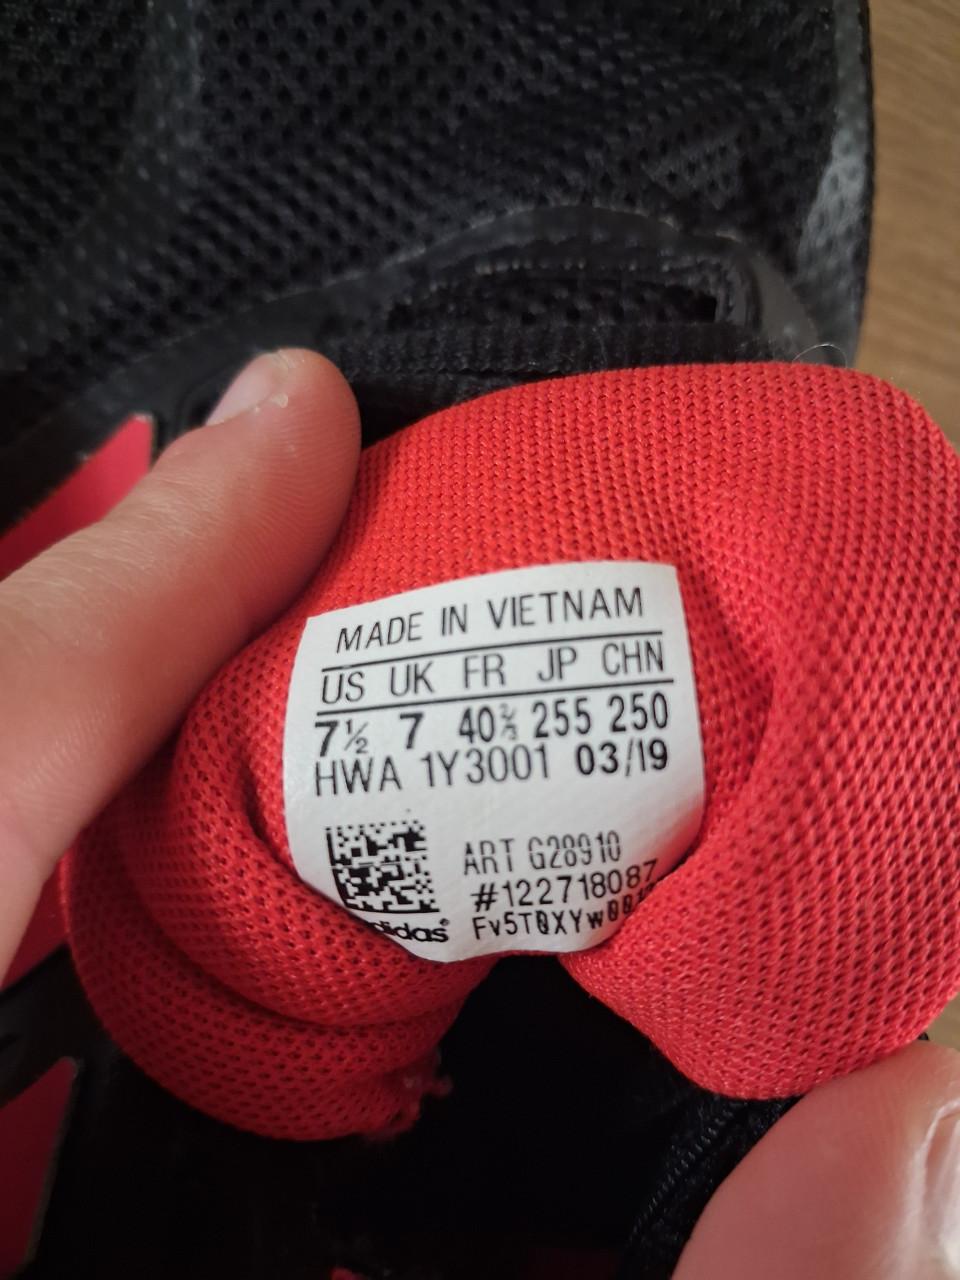 MADE IN VIETNAM
US UK FR JP CHN
7½ 7 40⅔ 255 250
HWA 1Y3001 03/19
ART G28910
#122718087
adidas®